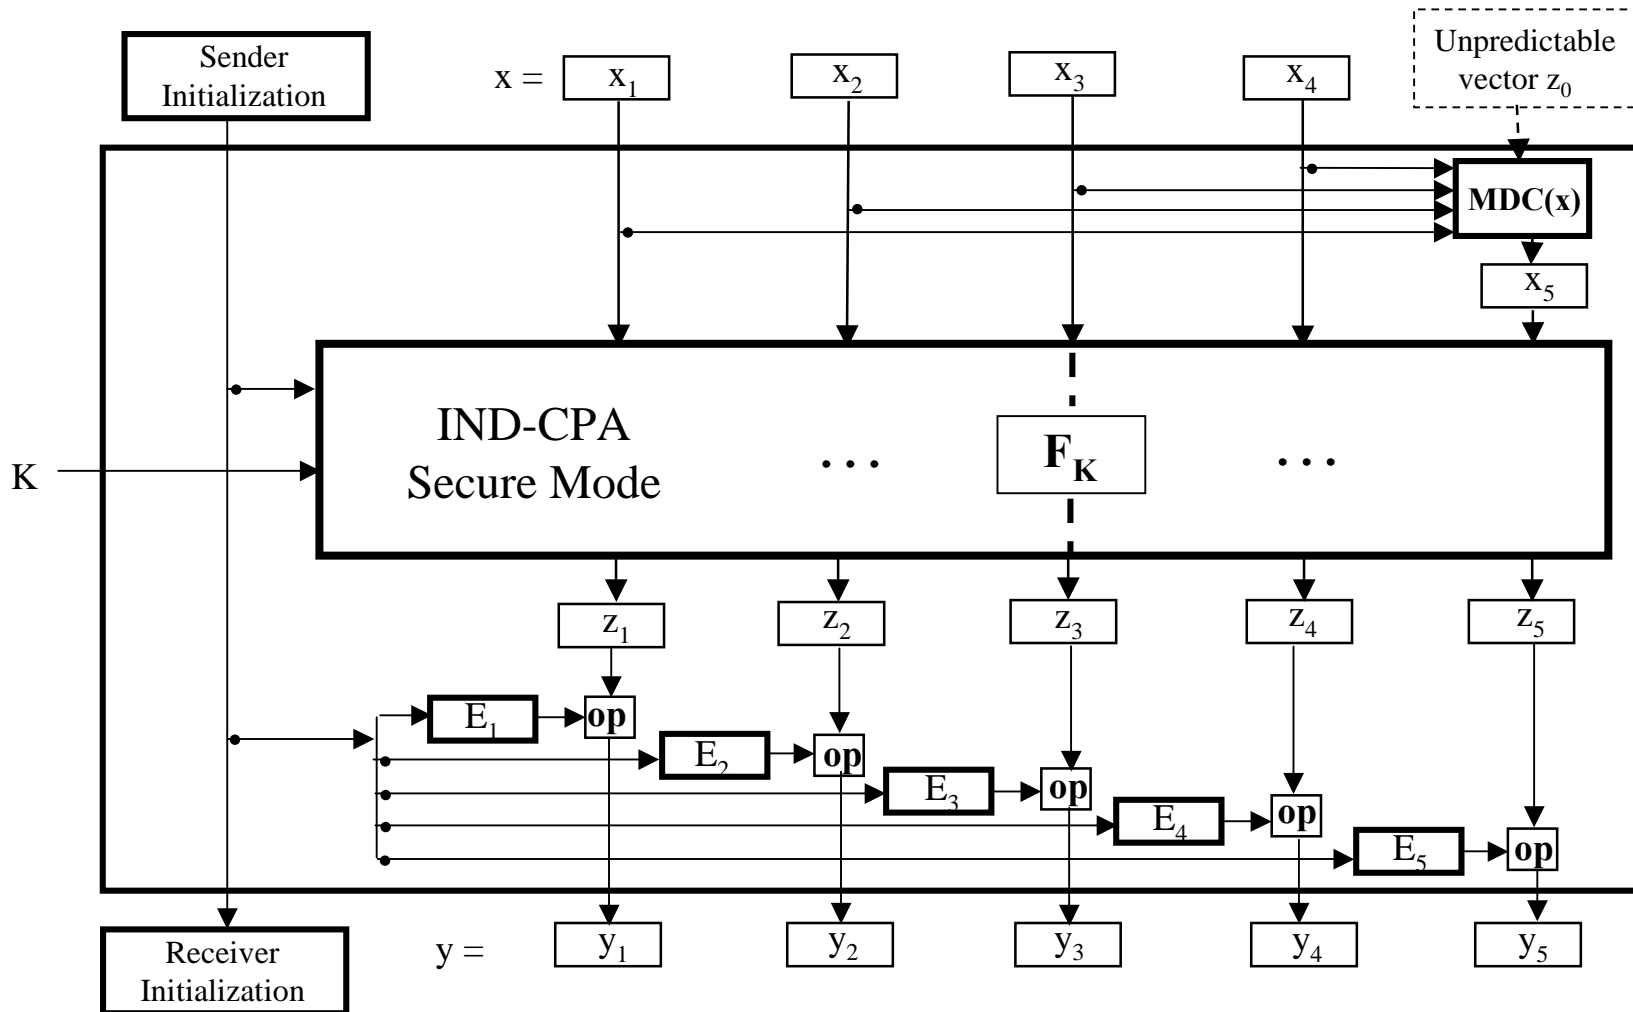 Sender
Initialization
x =
x₁
x₂
x₃
x₄
Unpredictable
vector z₀
MDC(x)
x₅
K
IND-CPA
Secure Mode
...
F_K
...
z₁
z₂
z₃
z₄
z₅
E₁
op
E₂
op
E₃
op
E₄
op
E₅
op
Receiver
Initialization
y =
y₁
y₂
y₃
y₄
y₅